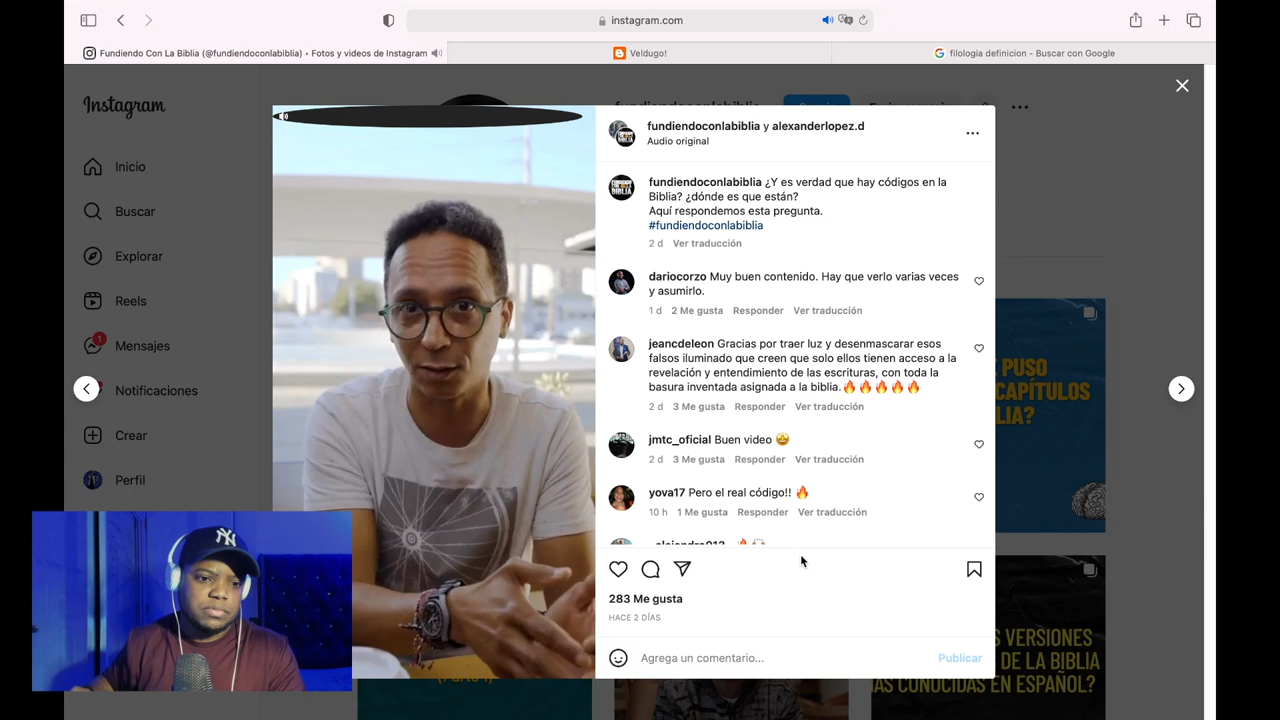 instagram.com
Fundiendo Con La Biblia (@fundiendoconlabiblia) • Fotos y videos de Instagram
Veldugo!
filologia definicion - Buscar con Google
Instagram
Inicio
Buscar
Explorar
Reels
1
Mensajes
Notificaciones
Crear
Perfil
fundiendoconlabiblia y alexanderlopez.d
Audio original
fundiendoconlabiblia ¿Y es verdad que hay códigos en la
Biblia? ¿dónde es que están?
Aquí respondemos esta pregunta.
#fundiendoconlabiblia
2 d Ver traducción
dariocorzo Muy buen contenido. Hay que verlo varias veces
y asumirlo.
1 d 2 Me gusta Responder Ver traducción
jeancdeleon Gracias por traer luz y desenmascarar esos
falsos iluminado que creen que solo ellos tienen acceso a la
revelación y entendimiento de las escrituras, con toda la
basura inventada asignada a la biblia.🔥🔥🔥🔥🔥
2 d 3 Me gusta Responder Ver traducción
jmtc_oficial Buen video 🤩
2 d 3 Me gusta Responder Ver traducción
yova17 Pero el real código!! 🔥
10 h 1 Me gusta Responder Ver traducción
283 Me gusta
HACE 2 DÍAS
Agrega un comentario...
Publicar
PUSO
CAPÍTULOS
BLIA?
S VERSIONES
DE LA BIBLIA
ÁS CONOCIDAS EN ESPAÑOL?
NY